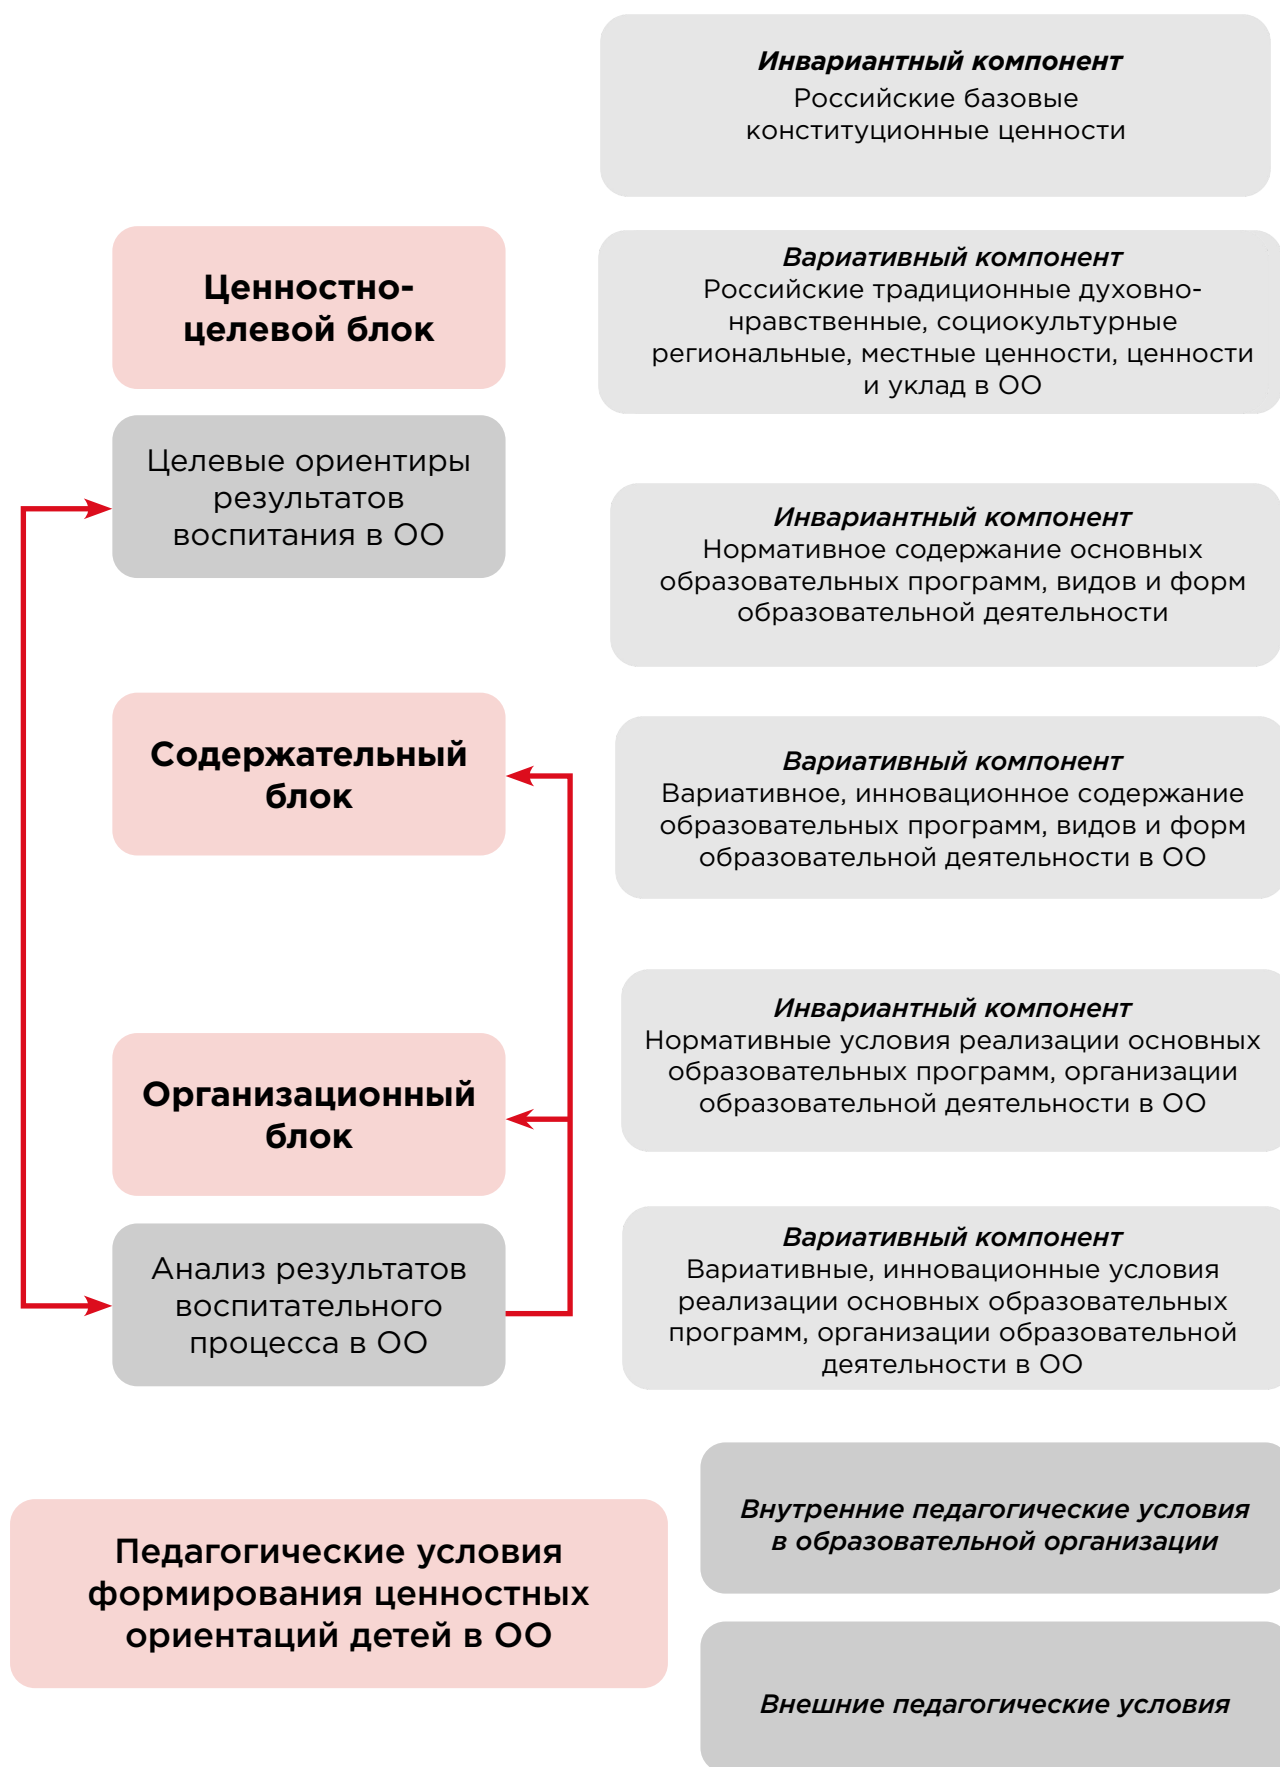 Инвариантный компонент
Российские базовые
конституционные ценности
Ценностно-
целевой блок
Вариативный компонент
Российские традиционные духовно-
нравственные, социокультурные
региональные, местные ценности, ценности
и уклад в ОО
Целевые ориентиры
результатов
воспитания в ОО
Инвариантный компонент
Нормативное содержание основных
образовательных программ, видов и форм
образовательной деятельности
Содержательный
блок
Вариативный компонент
Вариативное, инновационное содержание
образовательных программ, видов и форм
образовательной деятельности в ОО
Организационный
блок
Инвариантный компонент
Нормативные условия реализации основных
образовательных программ, организации
образовательной деятельности в ОО
Анализ результатов
воспитательного
процесса в ОО
Вариативный компонент
Вариативные, инновационные условия
реализации основных образовательных
программ, организации образовательной
деятельности в ОО
Педагогические условия
формирования ценностных
ориентаций детей в ОО
Внутренние педагогические условия
в образовательной организации
Внешние педагогические условия